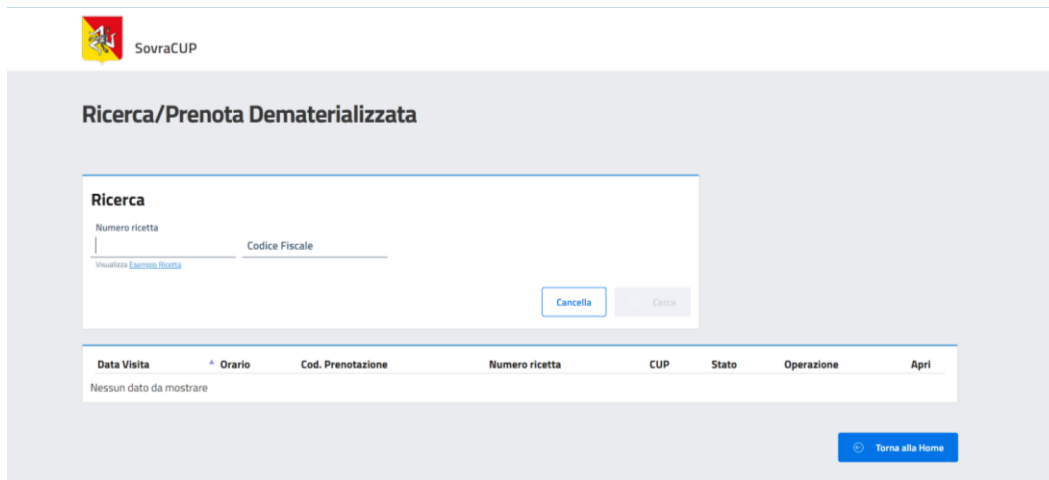 SovraCUP
Ricerca/Prenota Dematerializzata
Ricerca
Numero ricetta
Codice Fiscale
Visualizza Esempio Ricetta
Cancella
Cerca
Data Visita Orario Cod. Prenotazione Numero ricetta CUP Stato Operazione Apri
Nessun dato da mostrare
Torna alla Home